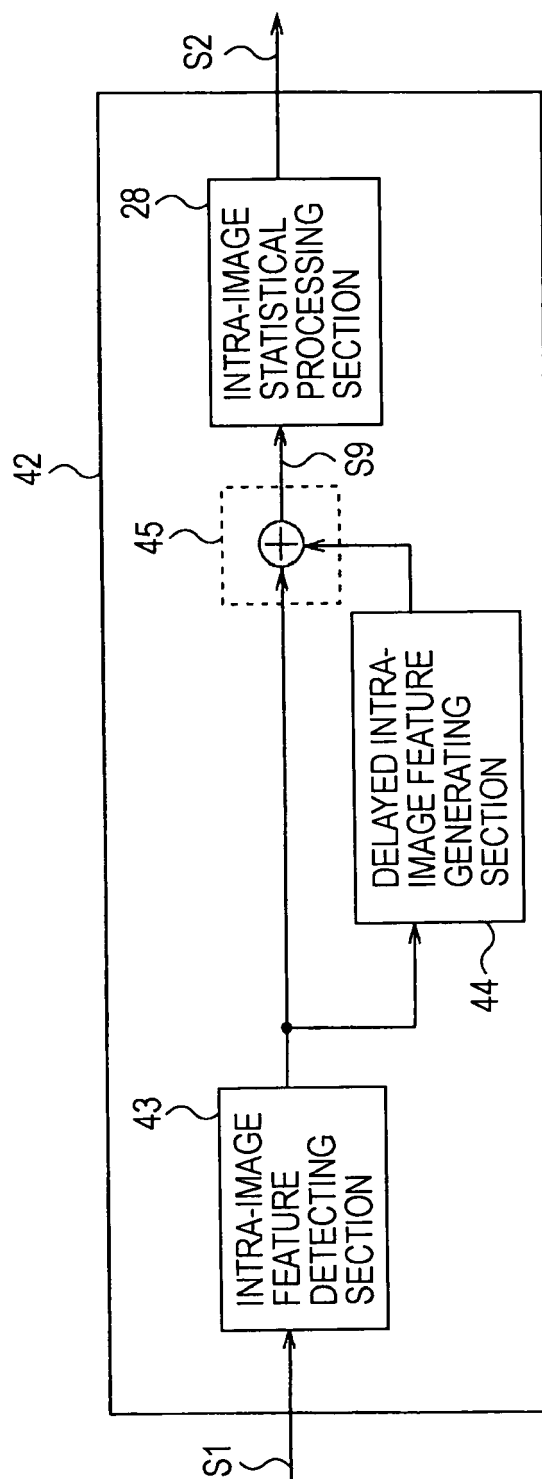 42
S1
43
INTRA-IMAGE
FEATURE
DETECTING
SECTION
44
DELAYED INTRA-
IMAGE FEATURE
GENERATING
SECTION
45
S9
28
INTRA-IMAGE
STATISTICAL
PROCESSING
SECTION
S2